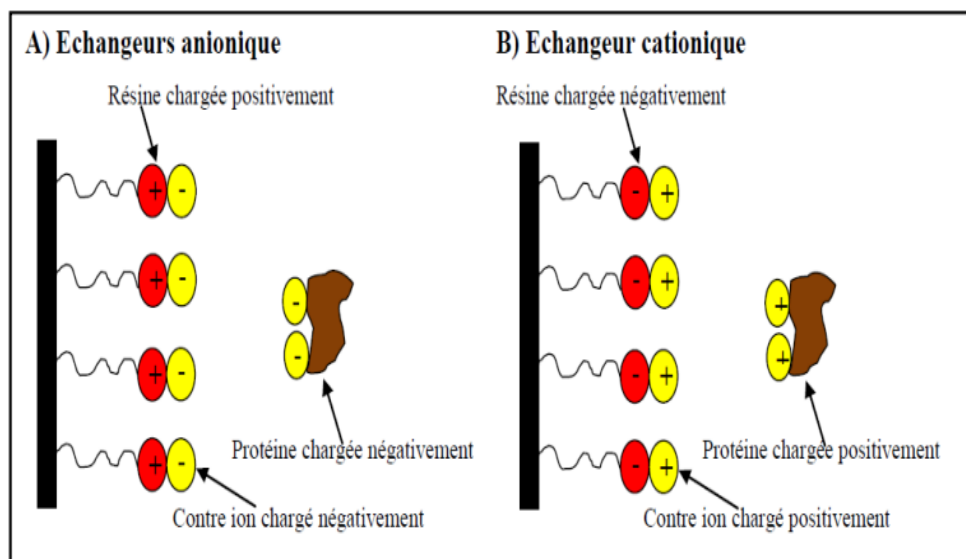 A) Echangeurs anionique
Résine chargée positivement
+ -
+ -
+ -
+ -
-
-
Protéine chargée négativement
Contre ion chargé négativement
B) Echangeur cationique
Résine chargée négativement
- +
- +
- +
- +
+
+
Protéine chargée positivement
Contre ion chargé positivement